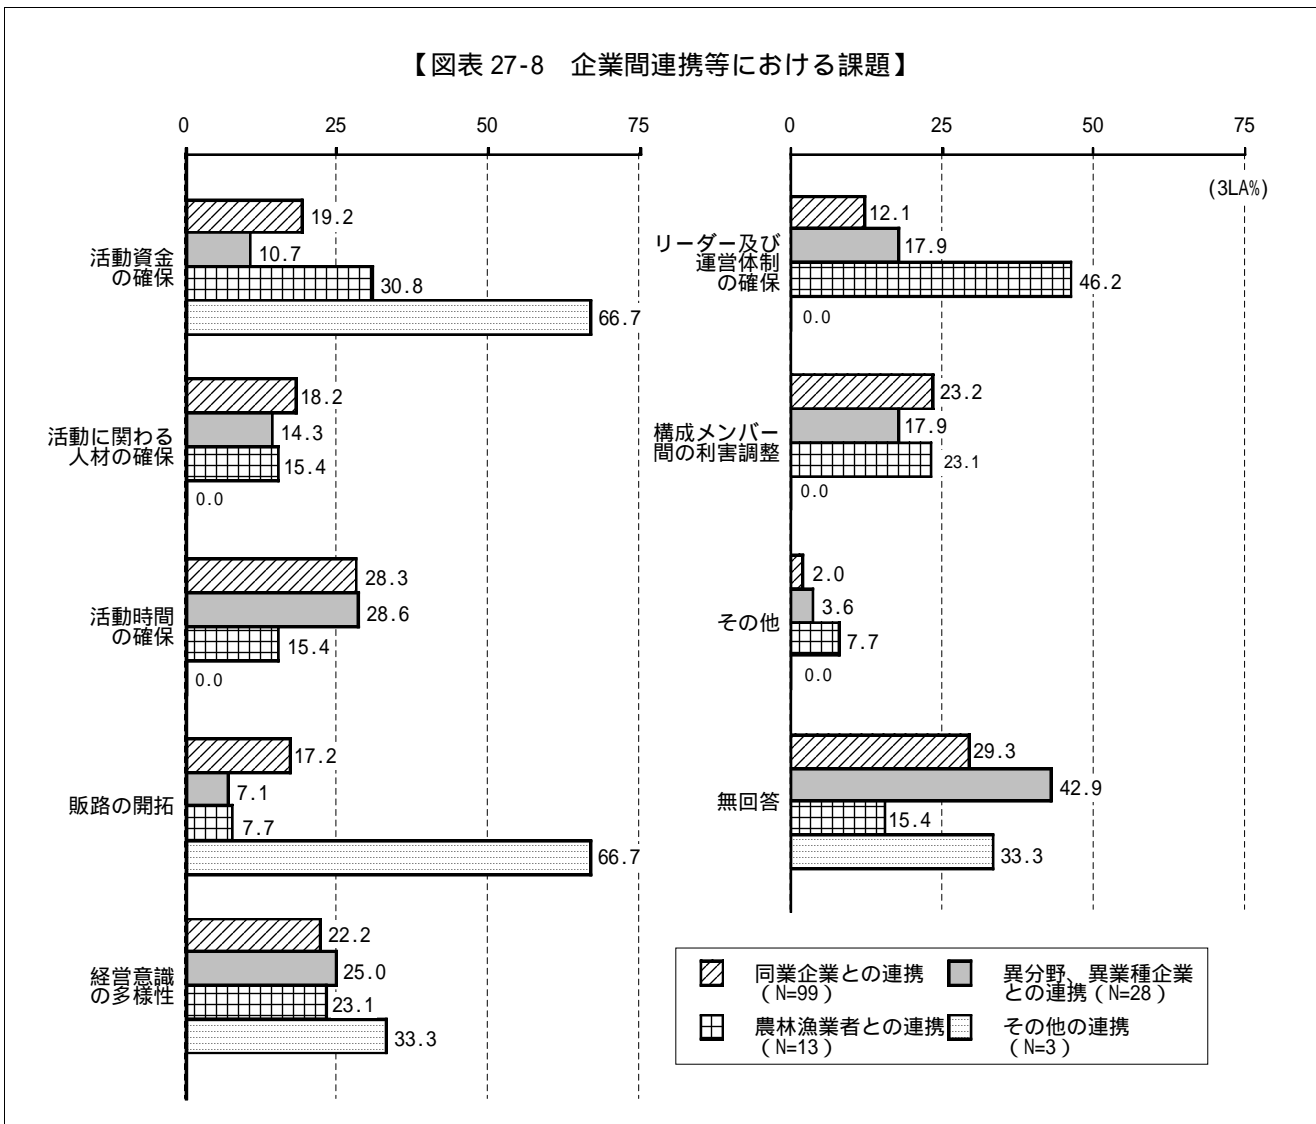 【図表 27-8　企業間連携等における課題】
0 25 50 75
活動資金
の確保
19.2
10.7
30.8
66.7
活動に関わる
人材の確保
18.2
14.3
15.4
0.0
活動時間
の確保
28.3
28.6
15.4
0.0
販路の開拓
17.2
7.1
7.7
66.7
経営意識
の多様性
22.2
25.0
23.1
33.3
0 25 50 75
(3LA%)
リーダー及び
運営体制
の確保
12.1
17.9
46.2
0.0
構成メンバー
間の利害調整
23.2
17.9
23.1
0.0
その他
2.0
3.6
7.7
0.0
無回答
29.3
42.9
15.4
33.3
同業企業との連携
（N=99）
異分野、異業種企業
との連携（N=28）
農林漁業者との連携
（N=13）
その他の連携
（N=3）